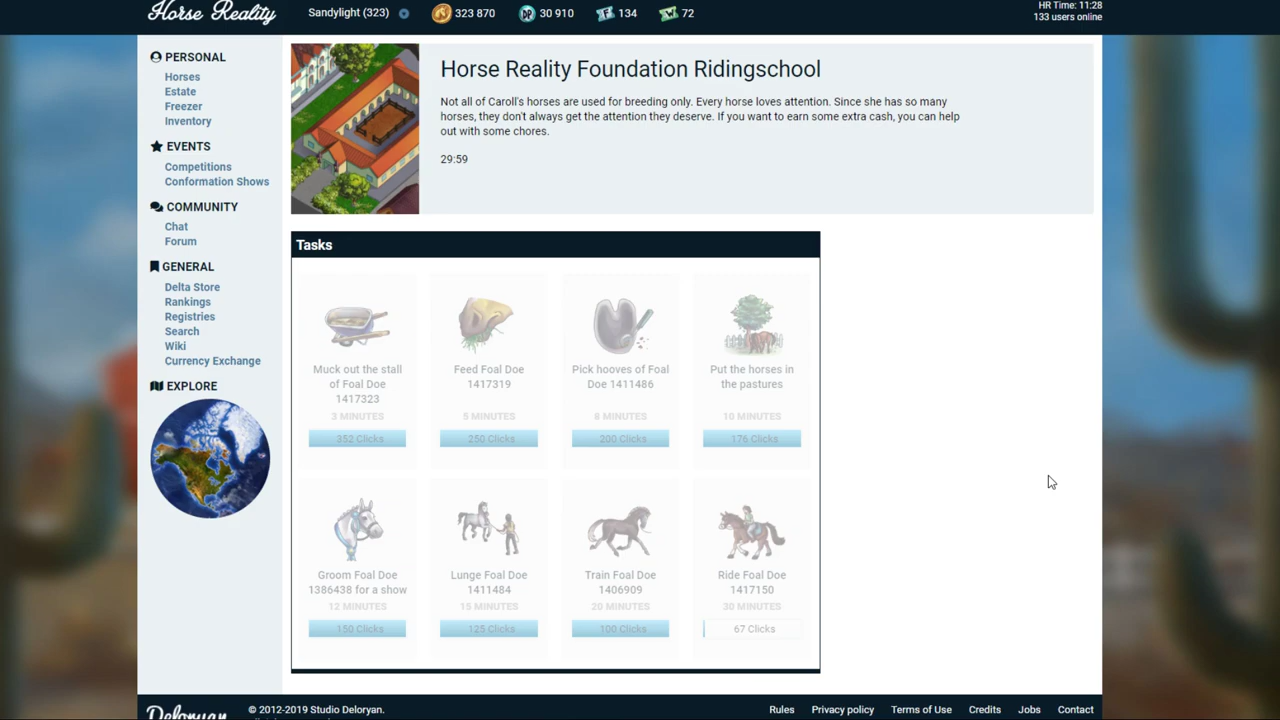 Horse Reality
Sandylight (323)
323 870
30 910
134
72
HR Time: 11:28
133 users online
PERSONAL
Horses
Estate
Freezer
Inventory
EVENTS
Competitions
Conformation Shows
COMMUNITY
Chat
Forum
GENERAL
Delta Store
Rankings
Registries
Search
Wiki
Currency Exchange
EXPLORE
Horse Reality Foundation Ridingschool
Not all of Caroll's horses are used for breeding only. Every horse loves attention. Since she has so many
horses, they don't always get the attention they deserve. If you want to earn some extra cash, you can help
out with some chores.
29:59
Tasks
Muck out the stall
of Foal Doe
1417323
3 MINUTES
352 Clicks
Feed Foal Doe
1417319
5 MINUTES
250 Clicks
Pick hooves of Foal
Doe 1411486
8 MINUTES
200 Clicks
Put the horses in
the pastures
10 MINUTES
176 Clicks
Groom Foal Doe
1386438 for a show
12 MINUTES
150 Clicks
Lunge Foal Doe
1411484
15 MINUTES
125 Clicks
Train Foal Doe
1406909
20 MINUTES
100 Clicks
Ride Foal Doe
1417150
30 MINUTES
67 Clicks
Deloryan
© 2012-2019 Studio Deloryan.
Rules
Privacy policy
Terms of Use
Credits
Jobs
Contact